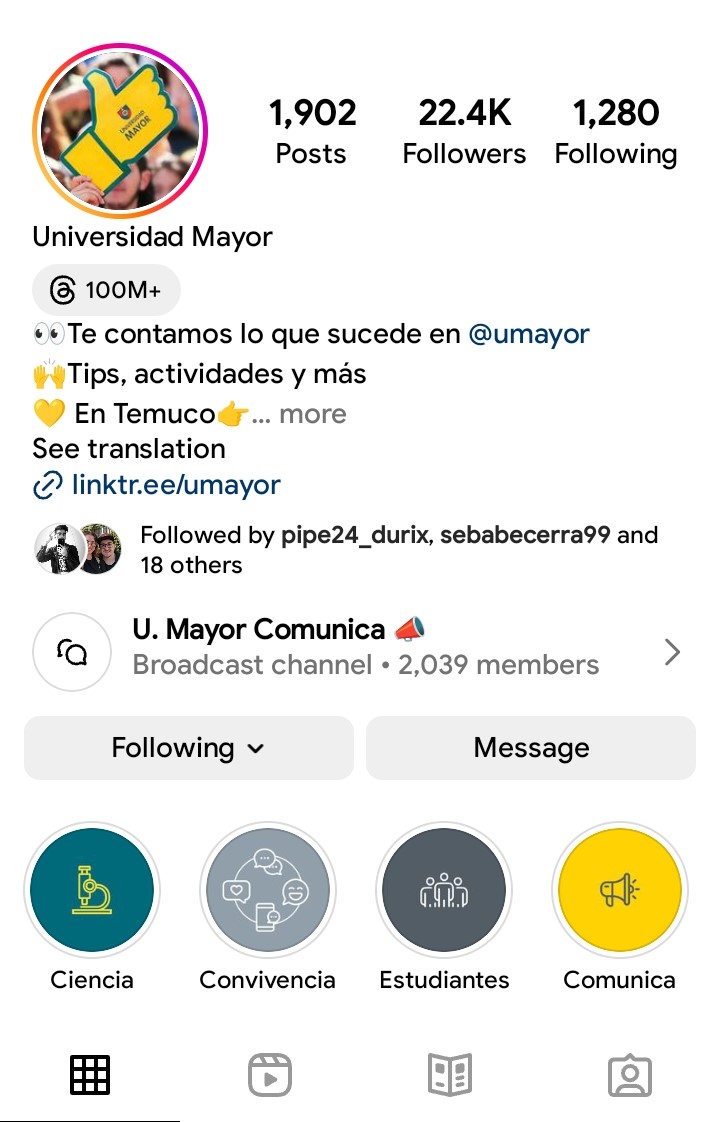 UNIVERSIDAD
MAYOR
1,902 22.4K 1,280
Posts Followers Following
Universidad Mayor
100M+
👀Te contamos lo que sucede en @umayor
🙌Tips, actividades y más
💛 En Temuco👉... more
See translation
linktr.ee/umayor
Followed by pipe24_durix, sebabecerra99 and
18 others
U. Mayor Comunica 📣
Broadcast channel • 2,039 members
Following Message
Ciencia Convivencia Estudiantes Comunica